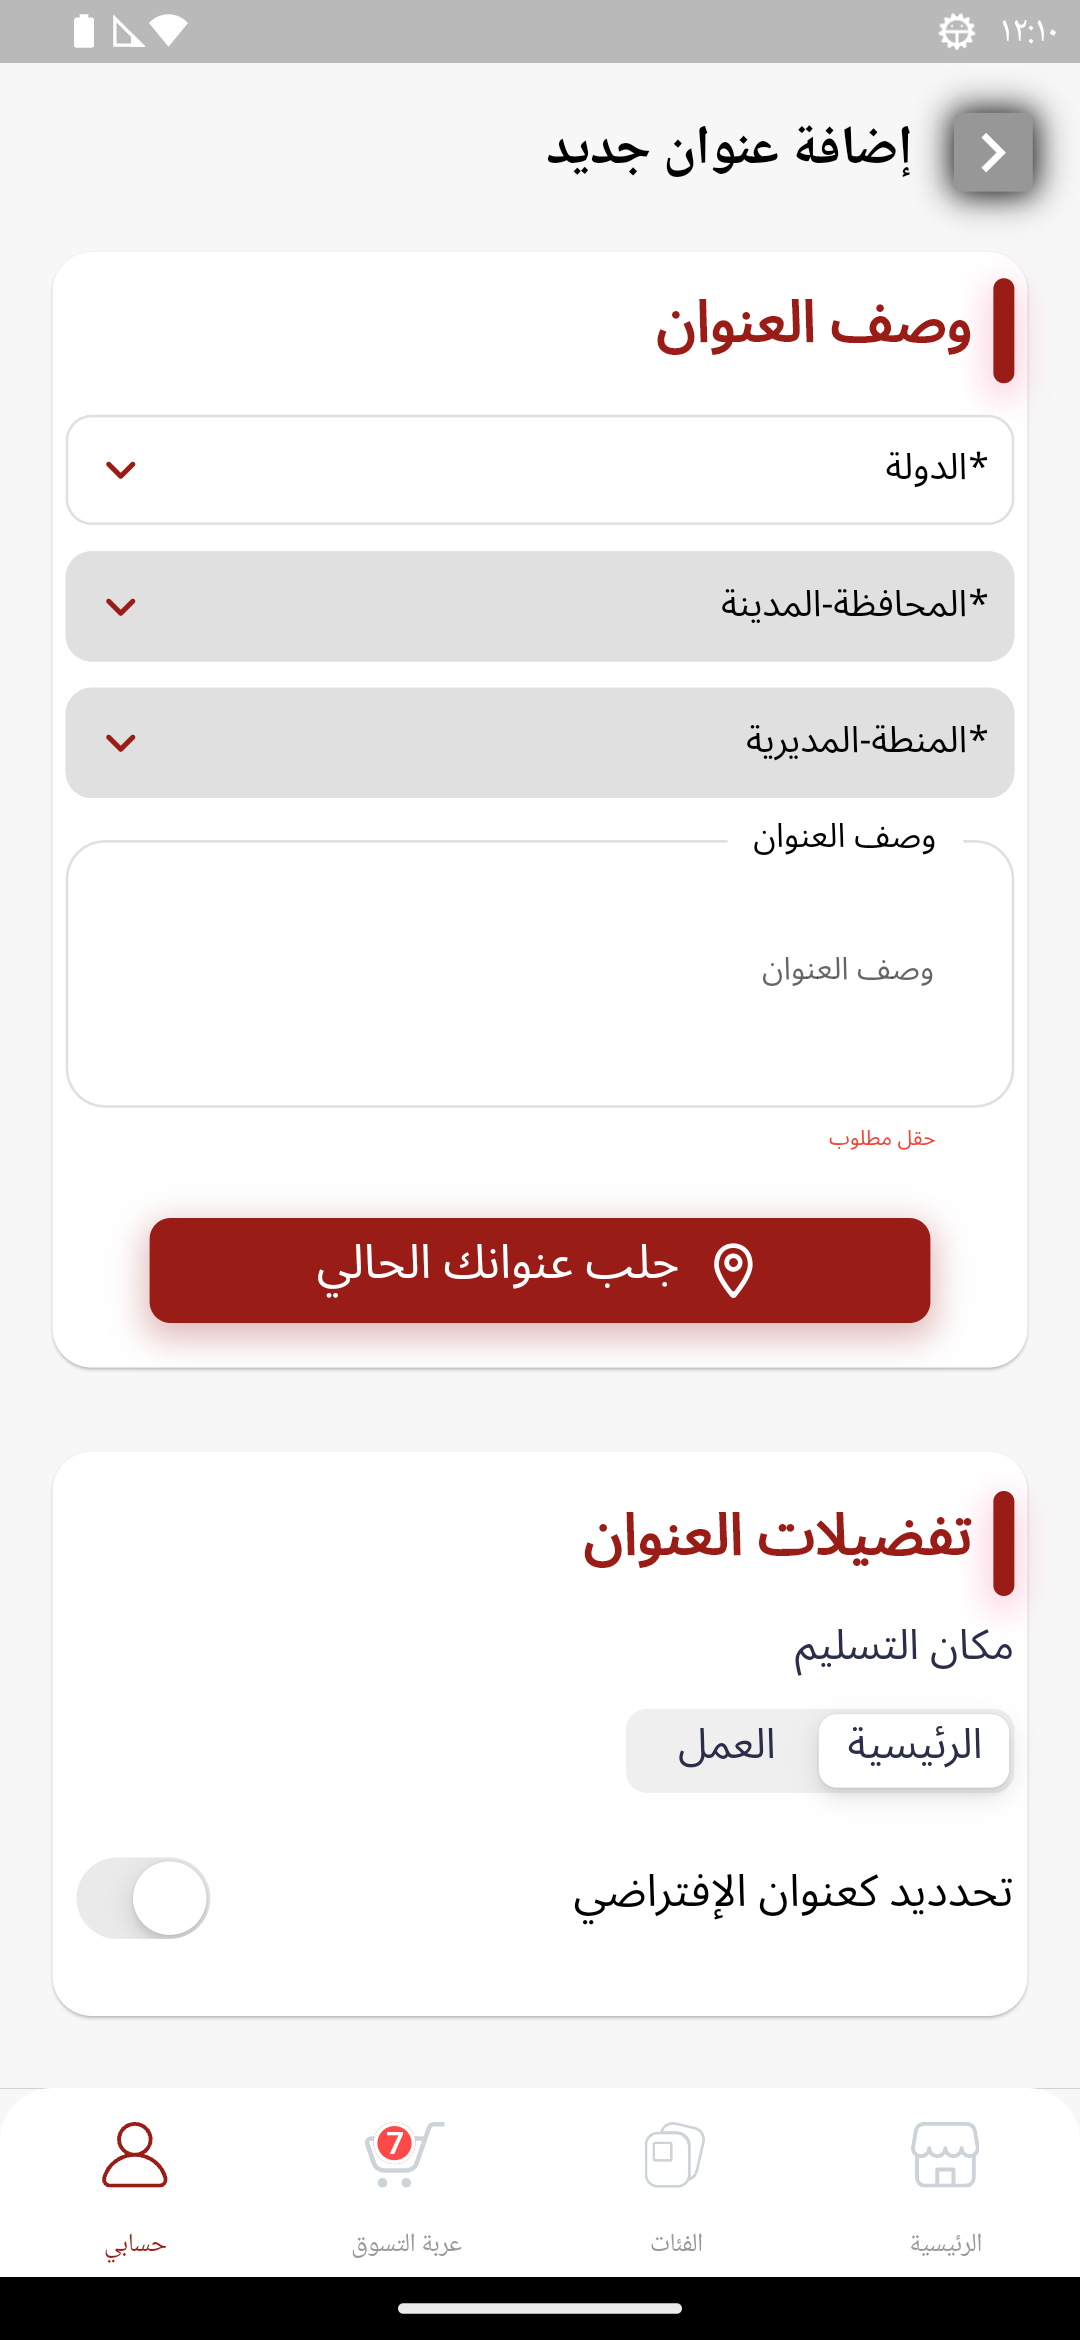 ١٢:١٠
إضافة عنوان جديد
وصف العنوان
*الدولة
*المحافظة-المدينة
*المنطة-المديرية
وصف العنوان
وصف العنوان
حقل مطلوب
جلب عنوانك الحالي
تفضيلات العنوان
مكان التسليم
الرئيسية العمل
تحدديد كعنوان الإفتراضي
7
الرئيسية الفئات عربة التسوق حسابي